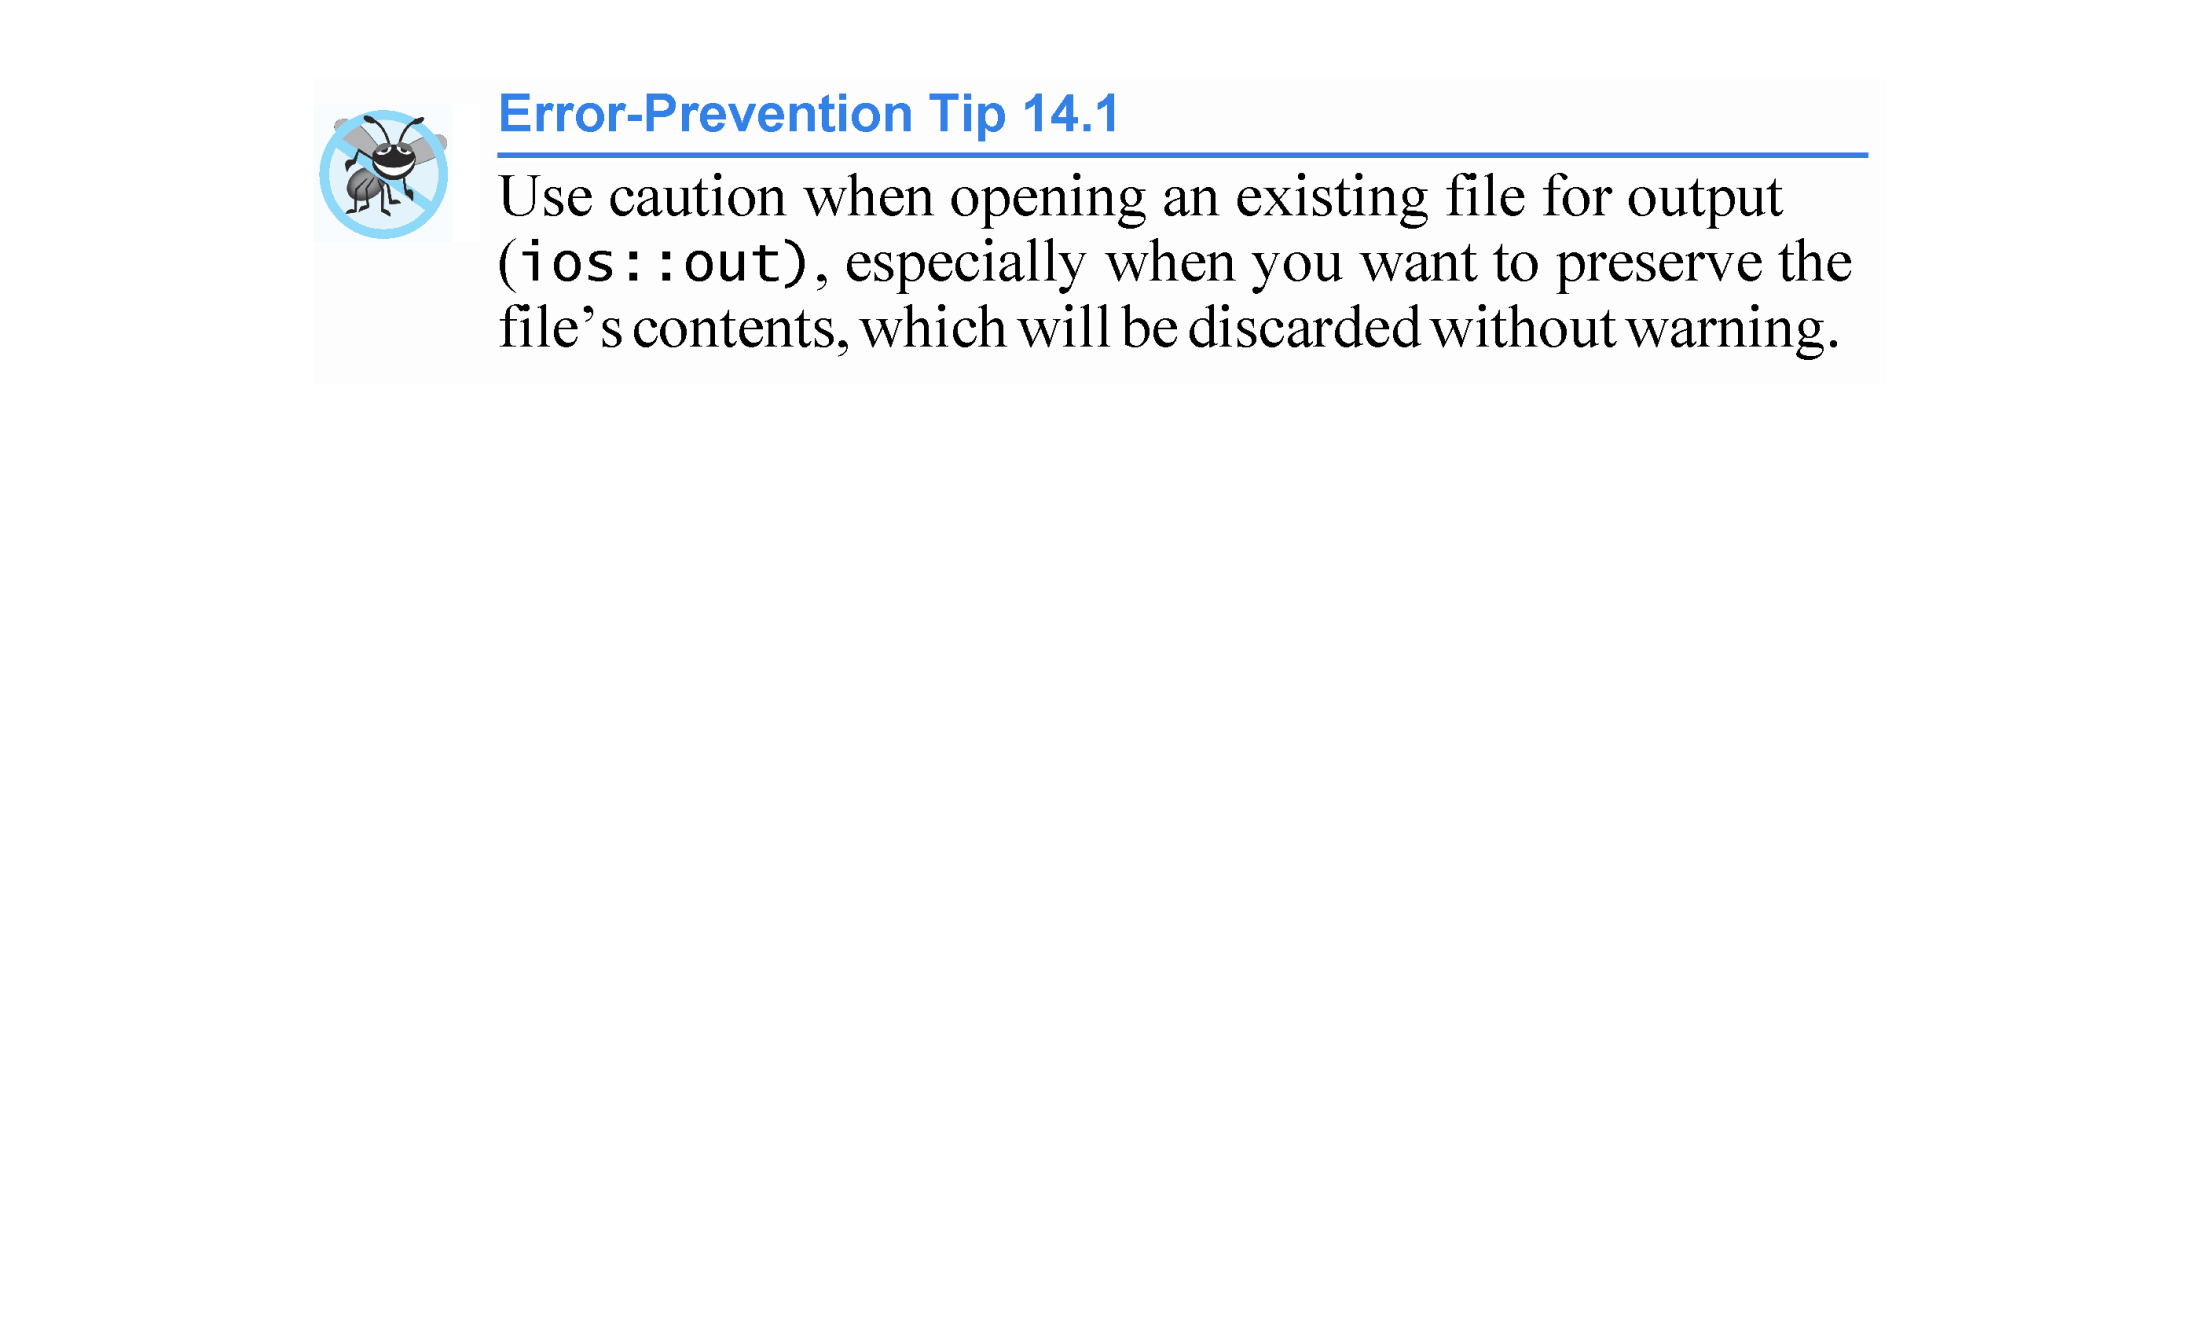 Error-Prevention Tip 14.1
Use caution when opening an existing file for output
(ios::out), especially when you want to preserve the
file’s contents, which will be discarded without warning.